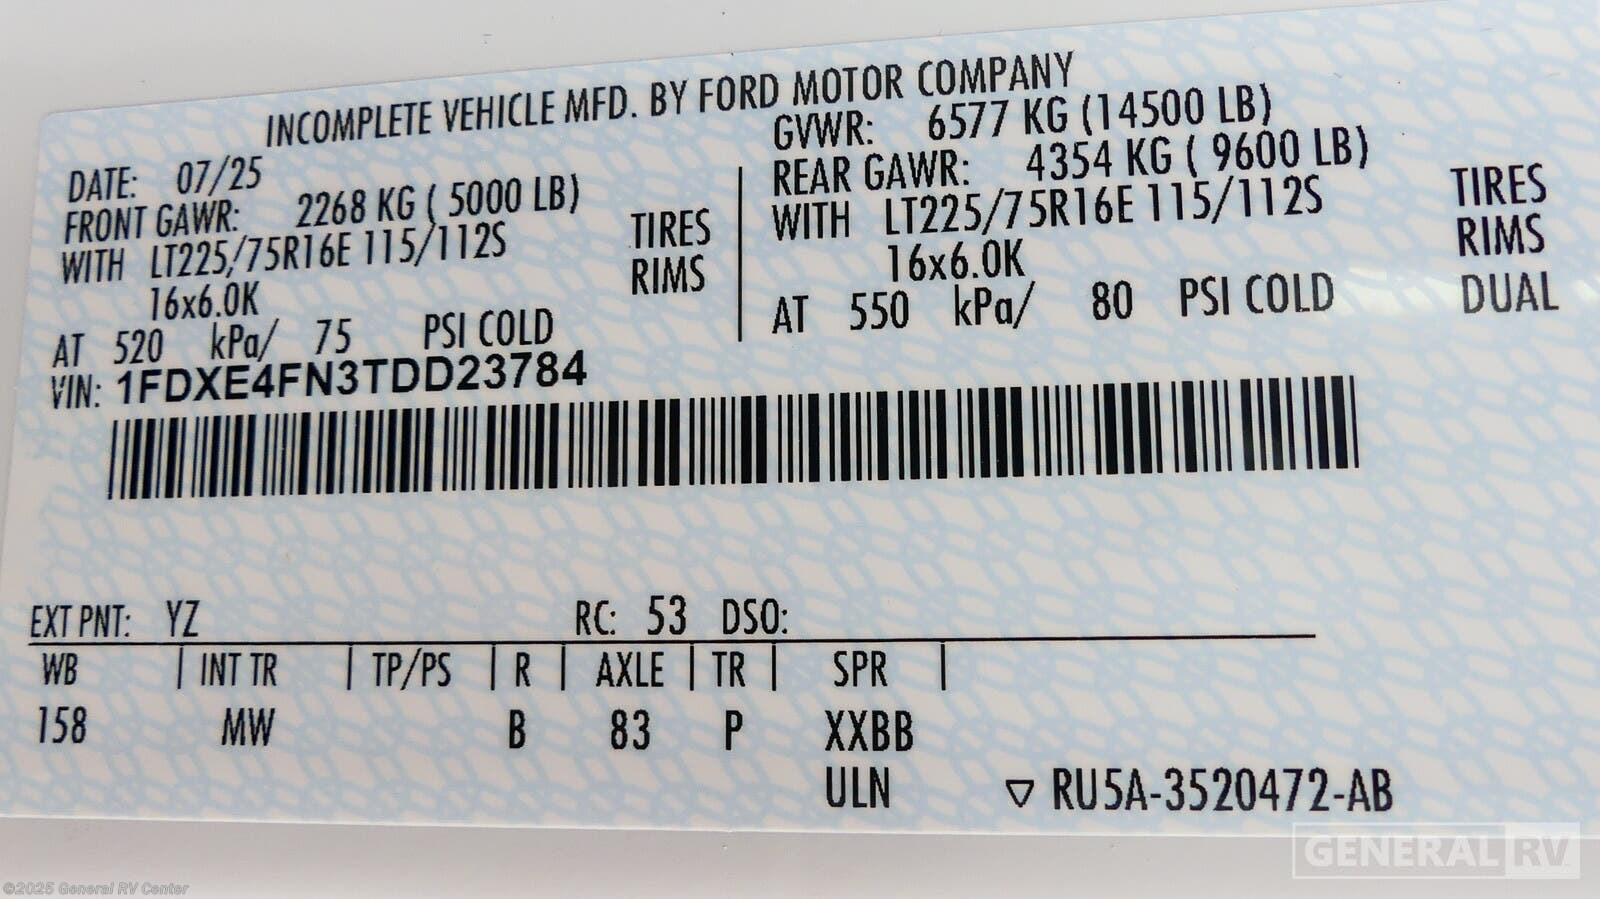 INCOMPLETE VEHICLE MFD. BY FORD MOTOR COMPANY
DATE: 07/25
GVWR: 6577 KG (14500 LB)
FRONT GAWR: 2268 KG ( 5000 LB)
REAR GAWR: 4354 KG ( 9600 LB)
WITH LT225/75R16E 115/112S TIRES
WITH LT225/75R16E 115/112S TIRES
16x6.0K RIMS
16x6.0K RIMS
AT 520 kPa/ 75 PSI COLD
AT 550 kPa/ 80 PSI COLD DUAL
VIN: 1FDXE4FN3TDD23784
EXT PNT: YZ RC: 53 DSO:
WB | INT TR | TP/PS | R | AXLE | TR | SPR |
158 MW B 83 P XXBB
ULN ▽ RU5A-3520472-AB
GENERAL RV
©2025 General RV Center